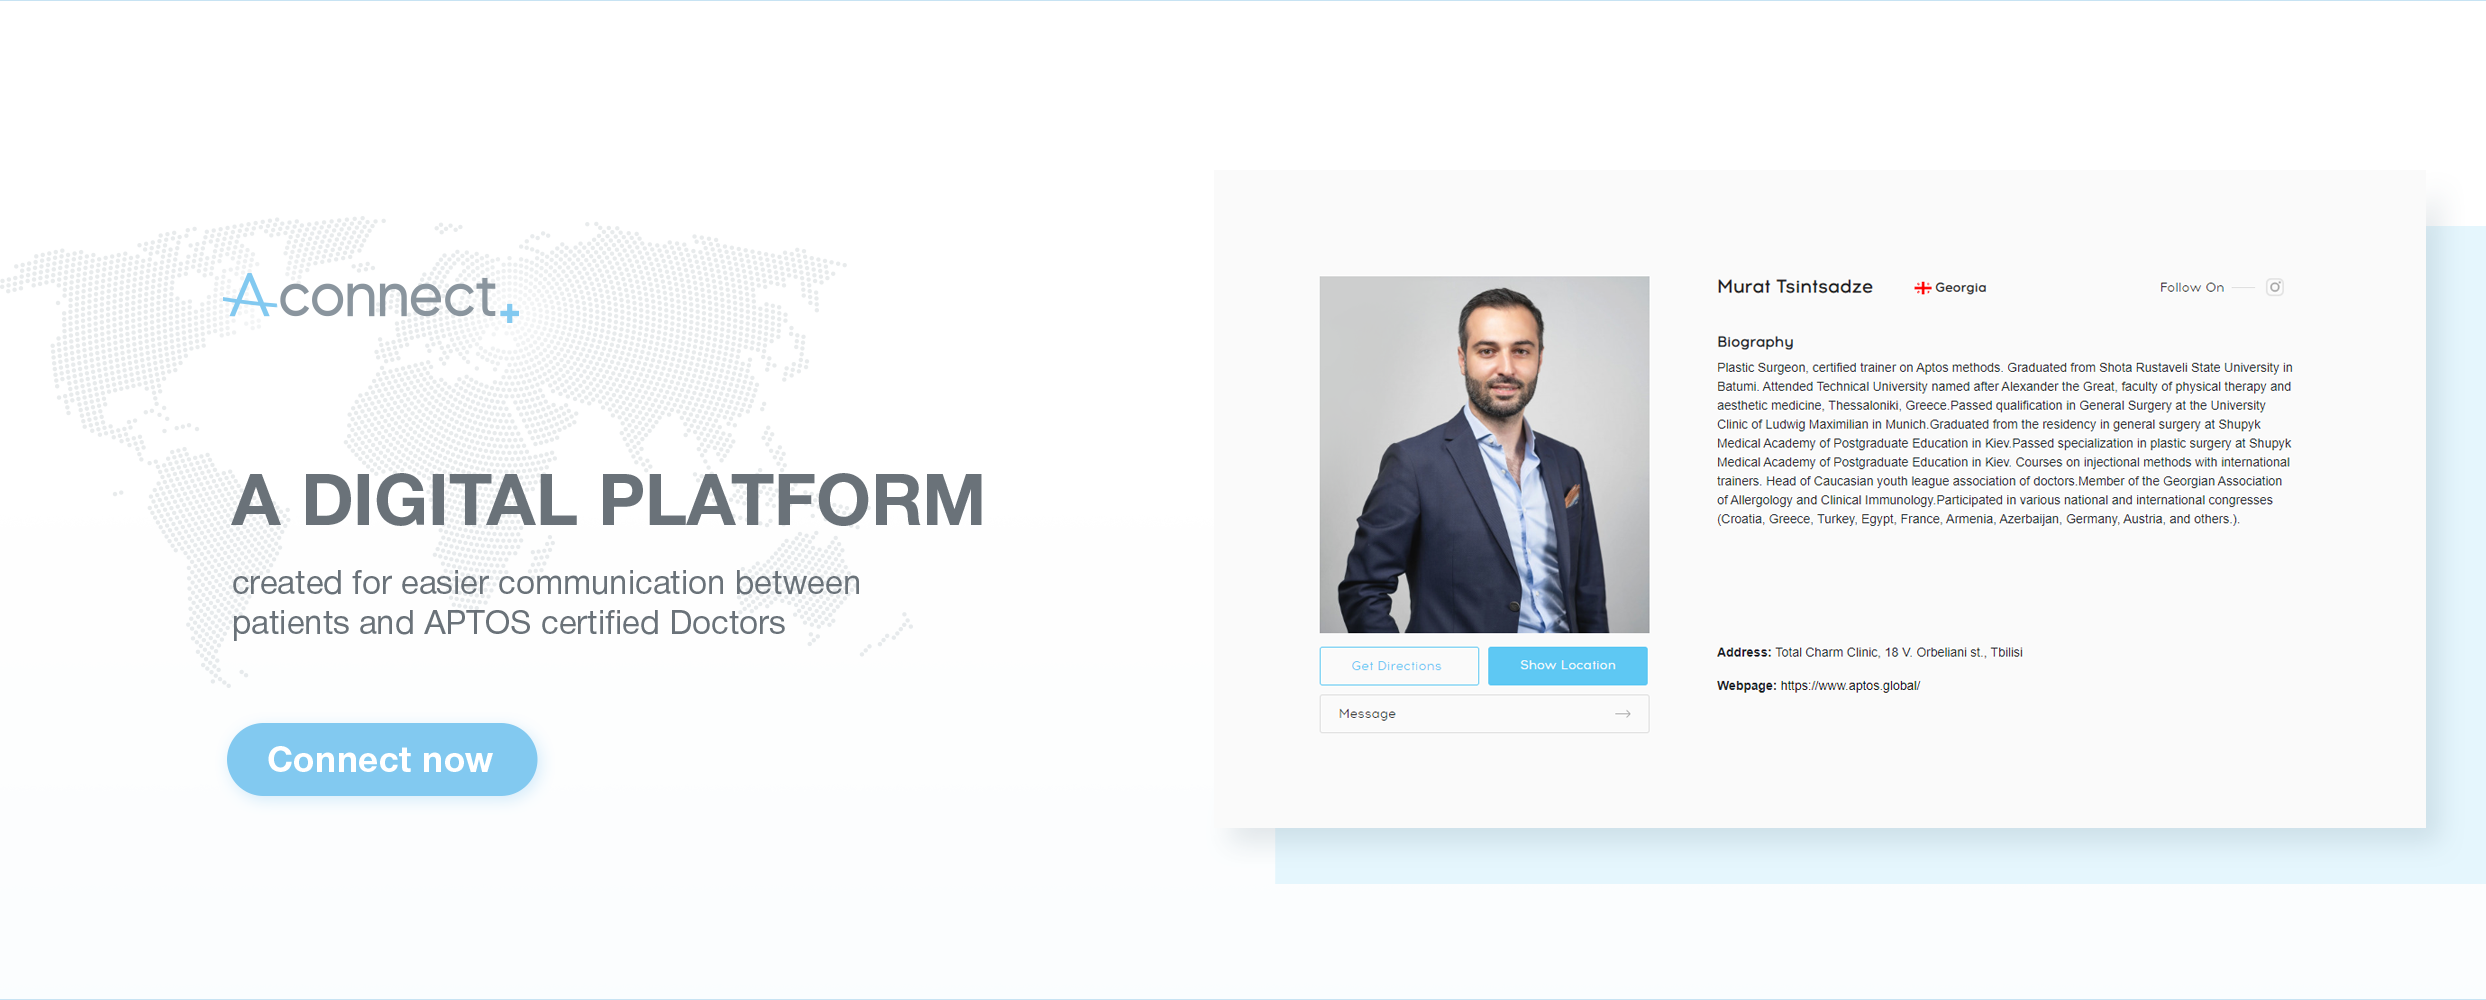 Aconnect+
A DIGITAL PLATFORM
created for easier communication between
patients and APTOS certified Doctors
Connect now
Murat Tsintsadze
Georgia
Follow On
Biography
Plastic Surgeon, certified trainer on Aptos methods. Graduated from Shota Rustaveli State University in
Batumi. Attended Technical University named after Alexander the Great, faculty of physical therapy and
aesthetic medicine, Thessaloniki, Greece.Passed qualification in General Surgery at the University
Clinic of Ludwig Maximilian in Munich.Graduated from the residency in general surgery at Shupyk
Medical Academy of Postgraduate Education in Kiev.Passed specialization in plastic surgery at Shupyk
Medical Academy of Postgraduate Education in Kiev. Courses on injectional methods with international
trainers. Head of Caucasian youth league association of doctors.Member of the Georgian Association
of Allergology and Clinical Immunology.Participated in various national and international congresses
(Croatia, Greece, Turkey, Egypt, France, Armenia, Azerbaijan, Germany, Austria, and others.).
Get Directions
Show Location
Message
Address: Total Charm Clinic, 18 V. Orbeliani st., Tbilisi
Webpage: https://www.aptos.global/